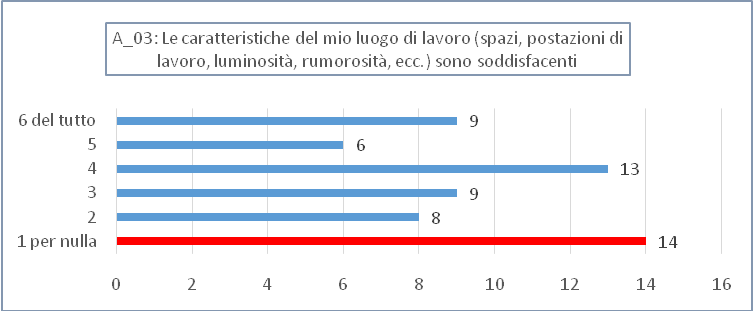 A_03: Le caratteristiche del mio luogo di lavoro (spazi, postazioni di
lavoro, luminosità, rumorosità, ecc.) sono soddisfacenti
6 del tutto 9
5 6
4 13
3 9
2 8
1 per nulla 14
0 2 4 6 8 10 12 14 16